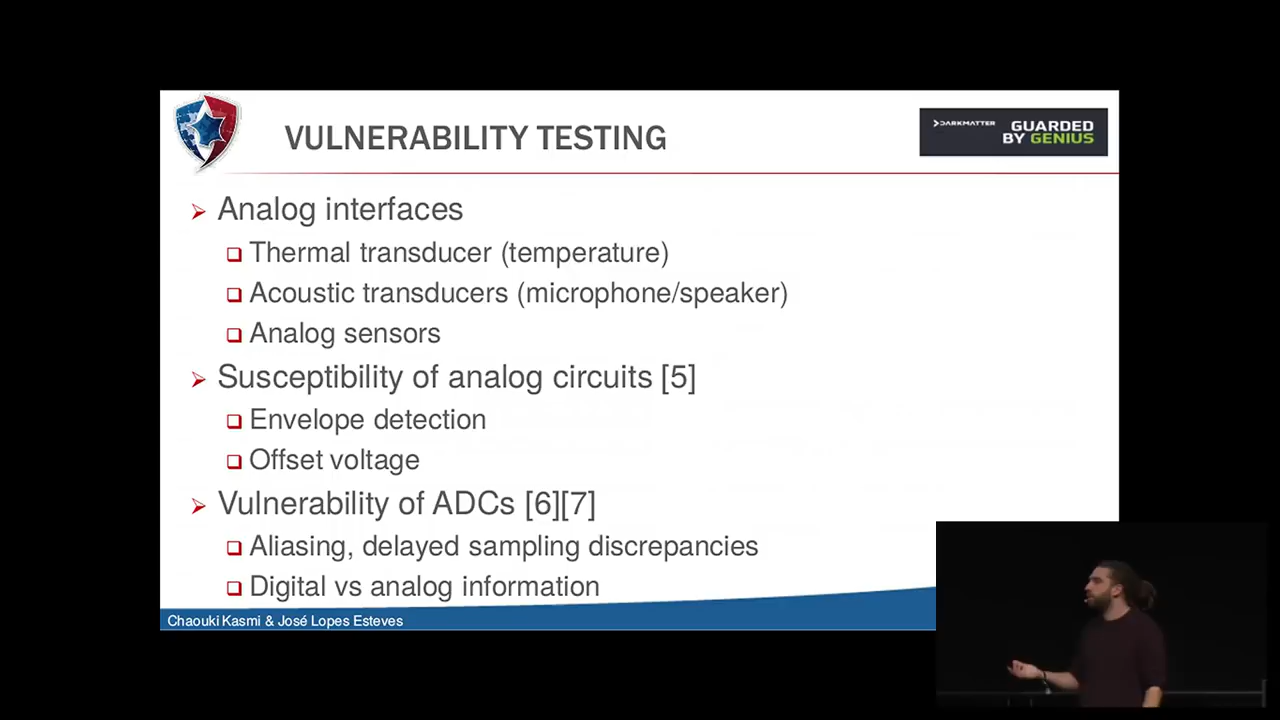 VULNERABILITY TESTING
DARKMATTER
GUARDED
BY GENIUS
Analog interfaces
Thermal transducer (temperature)
Acoustic transducers (microphone/speaker)
Analog sensors
Susceptibility of analog circuits [5]
Envelope detection
Offset voltage
Vulnerability of ADCs [6][7]
Aliasing, delayed sampling discrepancies
Digital vs analog information
Chaouki Kasmi & José Lopes Esteves